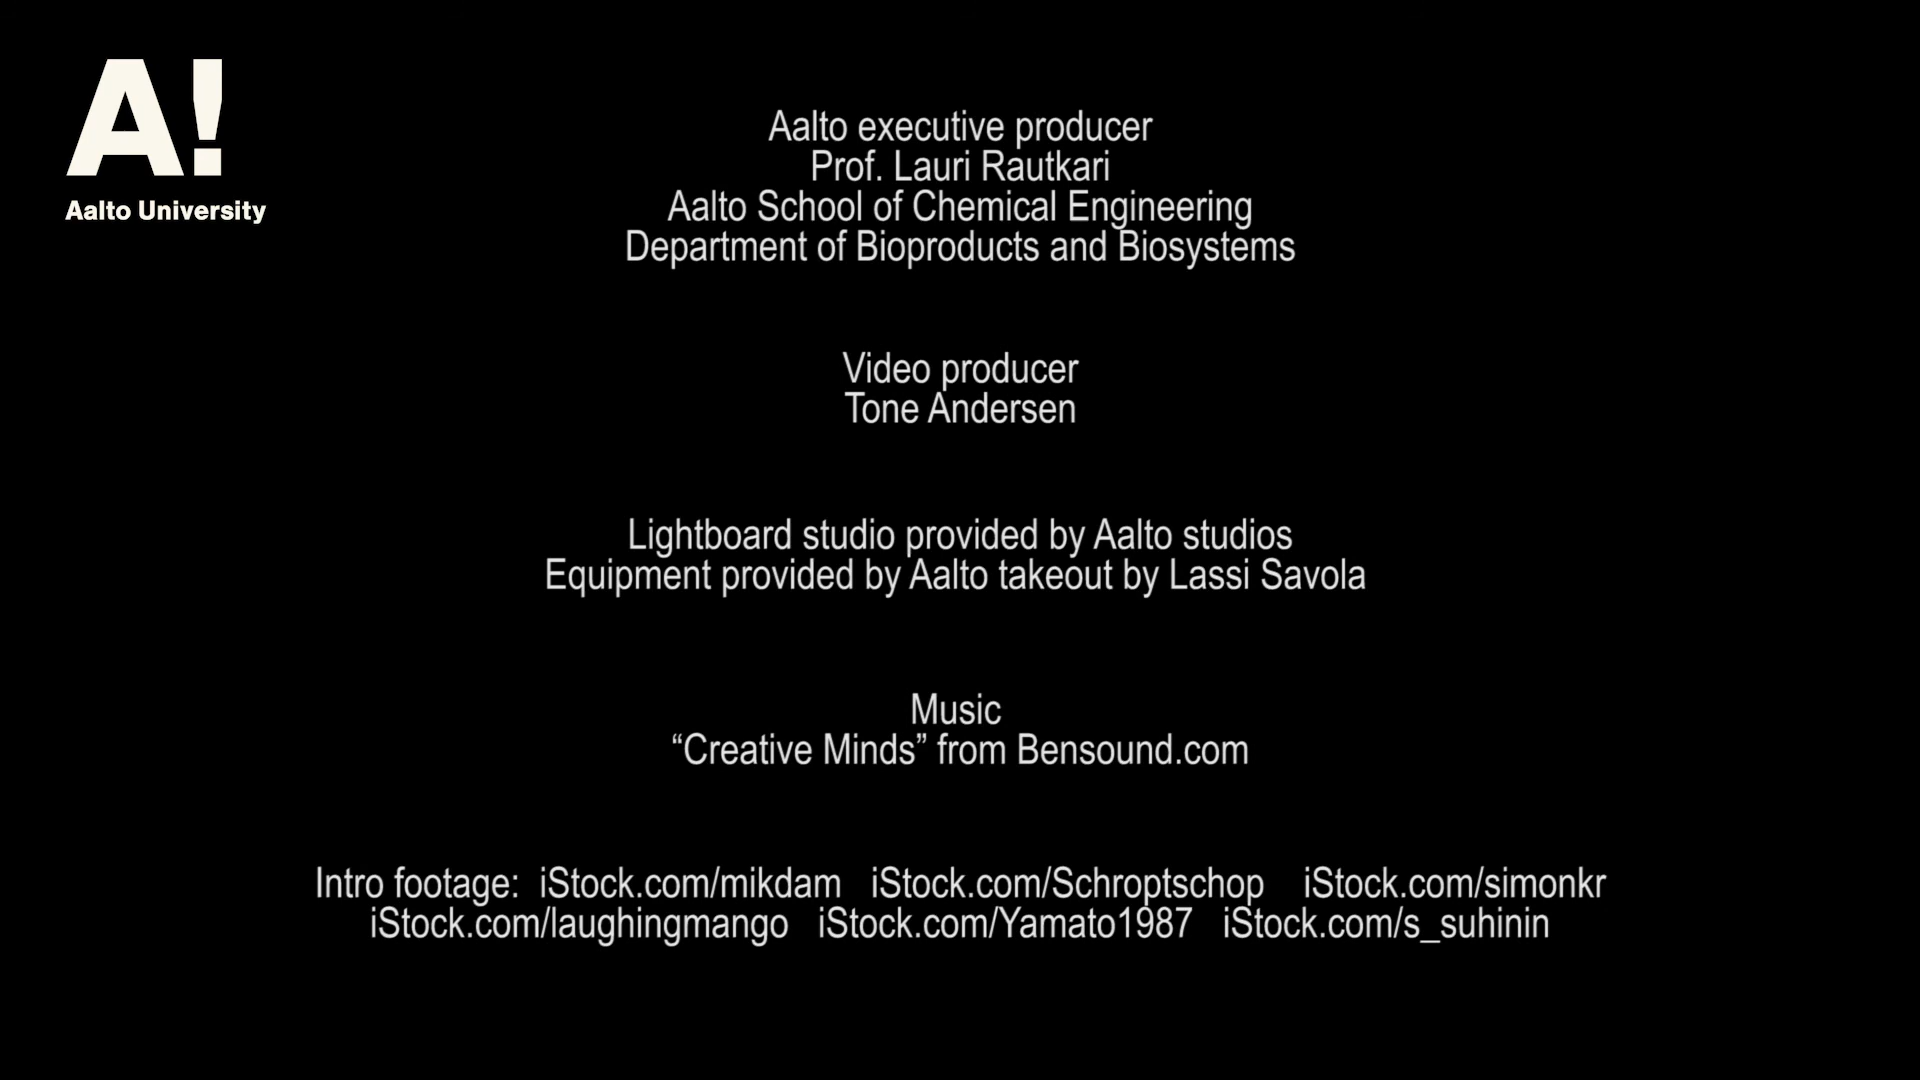 A!
Aalto University
Aalto executive producer
Prof. Lauri Rautkari
Aalto School of Chemical Engineering
Department of Bioproducts and Biosystems
Video producer
Tone Andersen
Lightboard studio provided by Aalto studios
Equipment provided by Aalto takeout by Lassi Savola
Music
“Creative Minds” from Bensound.com
Intro footage: iStock.com/mikdam iStock.com/Schroptschop iStock.com/simonkr
iStock.com/laughingmango iStock.com/Yamato1987 iStock.com/s_suhinin